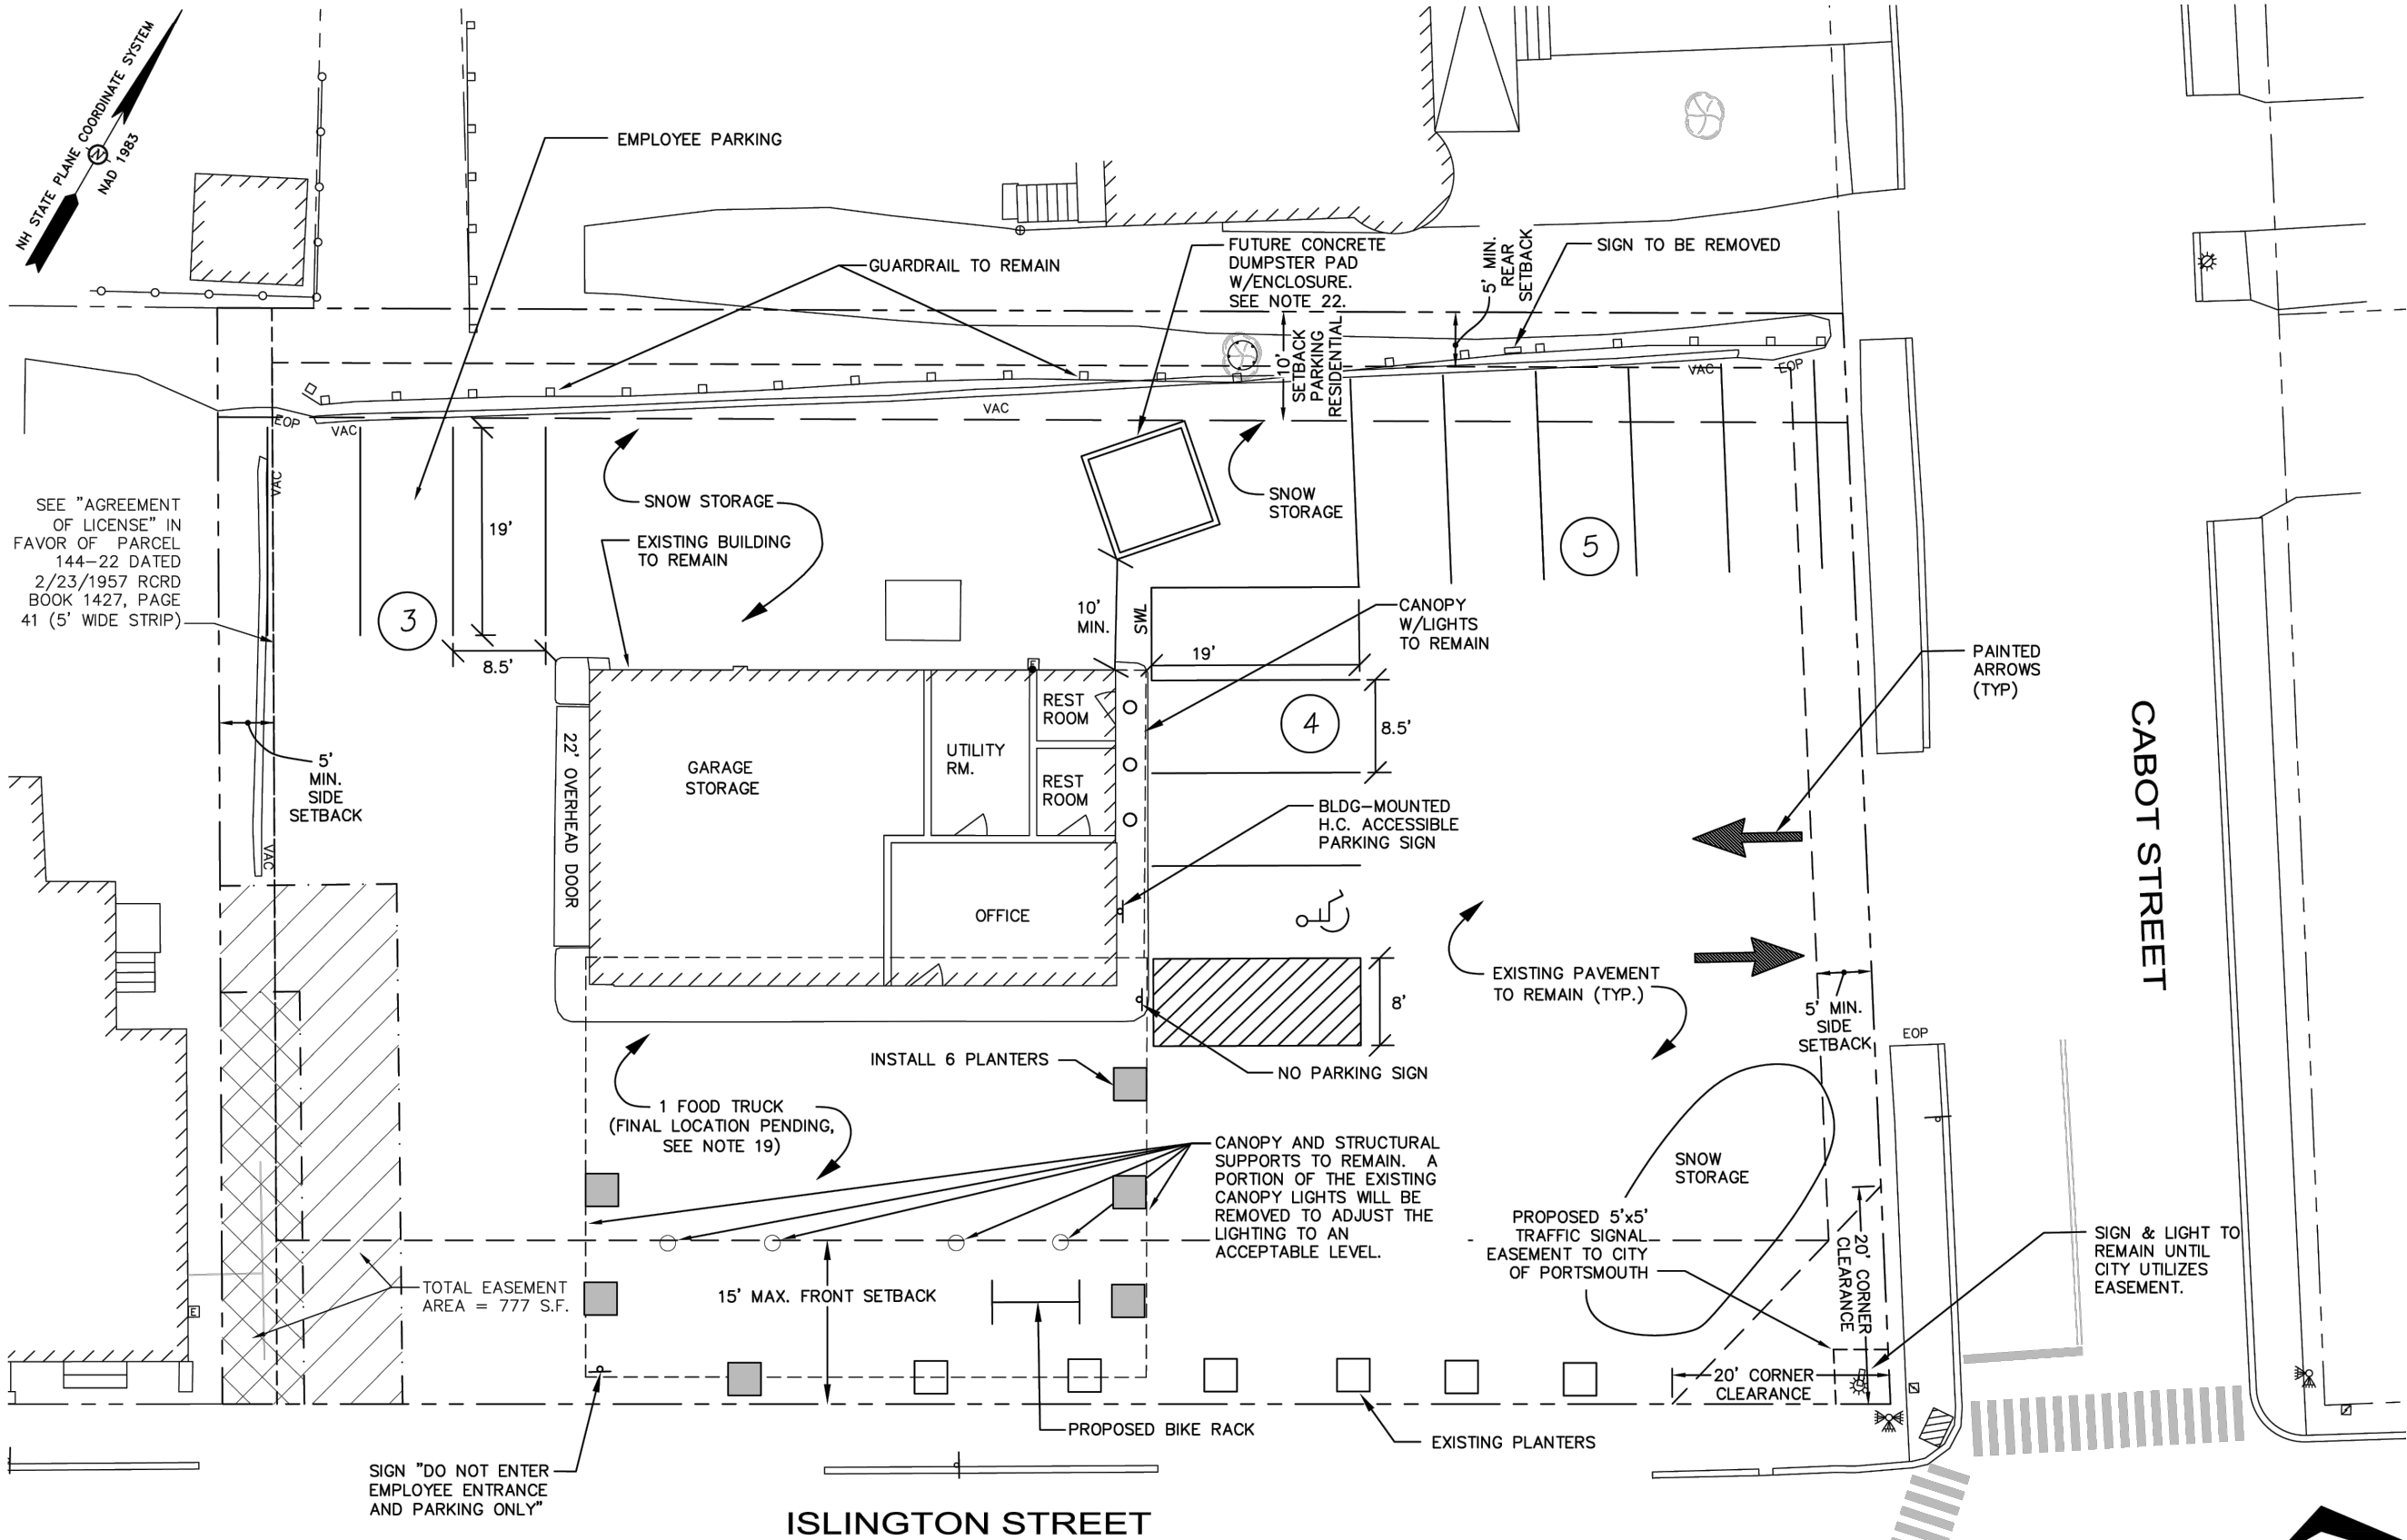 NH STATE PLANE COORDINATE SYSTEM
NAD 1983
N
EMPLOYEE PARKING
GUARDRAIL TO REMAIN
FUTURE CONCRETE
DUMPSTER PAD
W/ENCLOSURE.
SEE NOTE 22.
5' MIN.
REAR
SETBACK
SIGN TO BE REMOVED
10'
SETBACK
PARKING
RESIDENTIAL
VAC
EOP
VAC
EOP
VAC
VAC
SEE "AGREEMENT
OF LICENSE" IN
FAVOR OF PARCEL
144-22 DATED
2/23/1957 RCRD
BOOK 1427, PAGE
41 (5' WIDE STRIP)
19'
3
8.5'
SNOW STORAGE
EXISTING BUILDING
TO REMAIN
SNOW
STORAGE
5
10'
MIN.
SWL
CANOPY
W/LIGHTS
TO REMAIN
19'
4
8.5'
PAINTED
ARROWS
(TYP)
CABOT STREET
E
REST
ROOM
UTILITY
RM.
REST
ROOM
GARAGE
STORAGE
22' OVERHEAD DOOR
OFFICE
5'
MIN.
SIDE
SETBACK
VAC
BLDG-MOUNTED
H.C. ACCESSIBLE
PARKING SIGN
EXISTING PAVEMENT
TO REMAIN (TYP.)
8'
5' MIN.
SIDE
SETBACK
EOP
INSTALL 6 PLANTERS
NO PARKING SIGN
1 FOOD TRUCK
(FINAL LOCATION PENDING,
SEE NOTE 19)
CANOPY AND STRUCTURAL
SUPPORTS TO REMAIN. A
PORTION OF THE EXISTING
CANOPY LIGHTS WILL BE
REMOVED TO ADJUST THE
LIGHTING TO AN
ACCEPTABLE LEVEL.
SNOW
STORAGE
PROPOSED 5'x5'
TRAFFIC SIGNAL
EASEMENT TO CITY
OF PORTSMOUTH
20' CORNER
CLEARANCE
SIGN & LIGHT TO
REMAIN UNTIL
CITY UTILIZES
EASEMENT.
TOTAL EASEMENT
AREA = 777 S.F.
E
15' MAX. FRONT SETBACK
20' CORNER
CLEARANCE
PROPOSED BIKE RACK
EXISTING PLANTERS
SIGN "DO NOT ENTER
EMPLOYEE ENTRANCE
AND PARKING ONLY"
ISLINGTON STREET